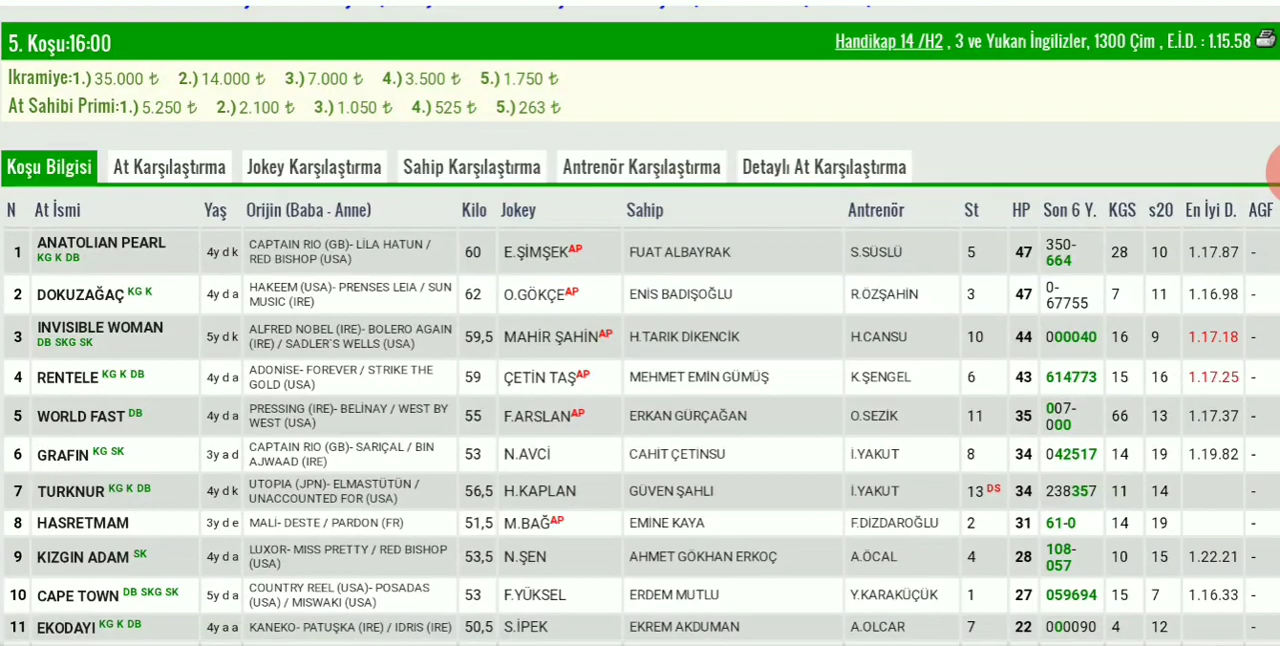 5. Koşu:16:00
Handikap 14 /H2 , 3 ve Yukarı İngilizler, 1300 Çim , E.İ.D. : 1.15.58
Ikramiye:1.) 35.000 ₺ 2.) 14.000 ₺ 3.) 7.000 ₺ 4.) 3.500 ₺ 5.) 1.750 ₺
At Sahibi Primi:1.) 5.250 ₺ 2.) 2.100 ₺ 3.) 1.050 ₺ 4.) 525 ₺ 5.) 263 ₺
Koşu Bilgisi At Karşılaştırma Jokey Karşılaştırma Sahip Karşılaştırma Antrenör Karşılaştırma Detaylı At Karşılaştırma
N At İsmi Yaş Orijin (Baba - Anne) Kilo Jokey Sahip Antrenör St HP Son 6 Y. KGS s20 En İyi D. AGF
1 ANATOLIAN PEARL KG K DB 4y d k CAPTAIN RIO (GB)- LİLA HATUN / RED BISHOP (USA) 60 E.ŞİMŞEK AP FUAT ALBAYRAK S.SÜSLÜ 5 47 350-664 28 10 1.17.87 -
2 DOKUZAĞAÇ KG K 4y d a HAKEEM (USA)- PRENSES LEIA / SUN MUSIC (IRE) 62 O.GÖKÇE AP ENİS BADIŞOĞLU R.ÖZŞAHİN 3 47 0-67755 7 11 1.16.98 -
3 INVISIBLE WOMAN DB SKG SK 5y d k ALFRED NOBEL (IRE)- BOLERO AGAIN (IRE) / SADLER'S WELLS (USA) 59,5 MAHİR ŞAHİN AP H.TARIK DİKENCİK H.CANSU 10 44 000040 16 9 1.17.18 -
4 RENTELE KG K DB 4y d a ADONISE- FOREVER / STRIKE THE GOLD (USA) 59 ÇETİN TAŞ AP MEHMET EMİN GÜMÜŞ K.ŞENGEL 6 43 614773 15 16 1.17.25 -
5 WORLD FAST DB 4y d a PRESSING (IRE)- BELİNAY / WEST BY WEST (USA) 55 F.ARSLAN AP ERKAN GÜRÇAĞAN O.SEZİK 11 35 007-000 66 13 1.17.37 -
6 GRAFIN KG SK 3y a d CAPTAIN RIO (GB)- SARIÇAL / BIN AJWAAD (IRE) 53 N.AVCİ CAHİT ÇETİNSU İ.YAKUT 8 34 042517 14 19 1.19.82 -
7 TURKNUR KG K DB 4y d k UTOPIA (JPN)- ELMASTÜTÜN / UNACCOUNTED FOR (USA) 56,5 H.KAPLAN GÜVEN ŞAHLI İ.YAKUT 13 DS 34 238357 11 14 -
8 HASRETMAM 3y d e MALİ- DESTE / PARDON (FR) 51,5 M.BAĞ AP EMINE KAYA F.DİZDAROĞLU 2 31 61-0 14 19 -
9 KIZGIN ADAM SK 4y d a LUXOR- MISS PRETTY / RED BISHOP (USA) 53,5 N.ŞEN AHMET GÖKHAN ERKOÇ A.ÖCAL 4 28 108-057 10 15 1.22.21 -
10 CAPE TOWN DB SKG SK 5y d a COUNTRY REEL (USA)- POSADAS (USA) / MISWAKI (USA) 53 F.YÜKSEL ERDEM MUTLU Y.KARAKÜÇÜK 1 27 059694 15 7 1.16.33 -
11 EKODAYI KG K DB 4y a a KANEKO- PATUŞKA (IRE) / IDRIS (IRE) 50,5 S.İPEK EKREM AKDUMAN A.OLCAR 7 22 000090 4 12 -